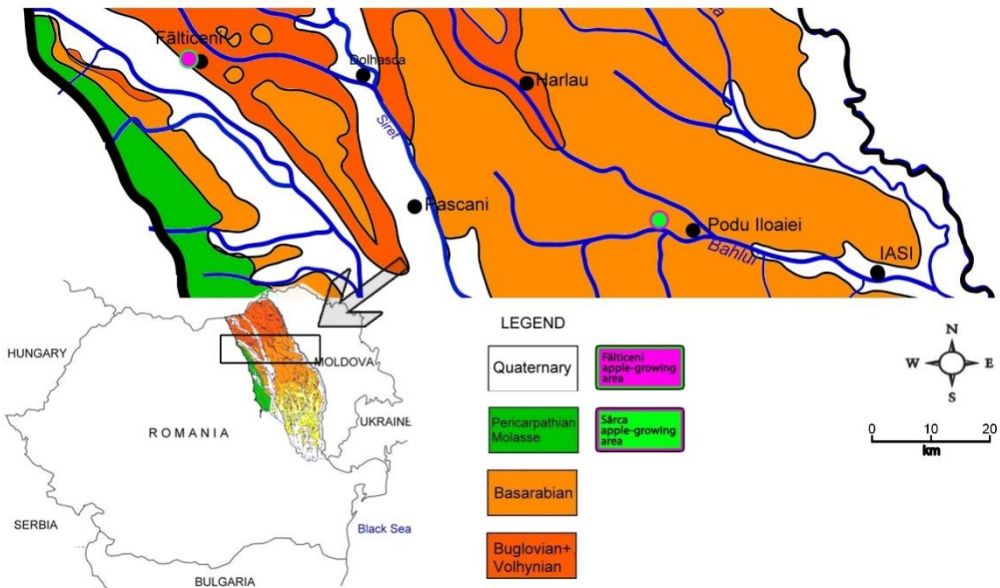 Fălticeni
Dolhasca
Harlau
Siret
Pascani
Podu Iloaiei
Bahlui
IASI
LEGEND
Quaternary
Fălticeni
apple-growing
area
Pericarpathian
Molasse
Sârca
apple-growing
area
Basarabian
Buglovian+
Volhynian
HUNGARY
MOLDOVA
ROMANIA
UKRAINE
SERBIA
Black Sea
BULGARIA
N
W
E
S
0
10
20
km